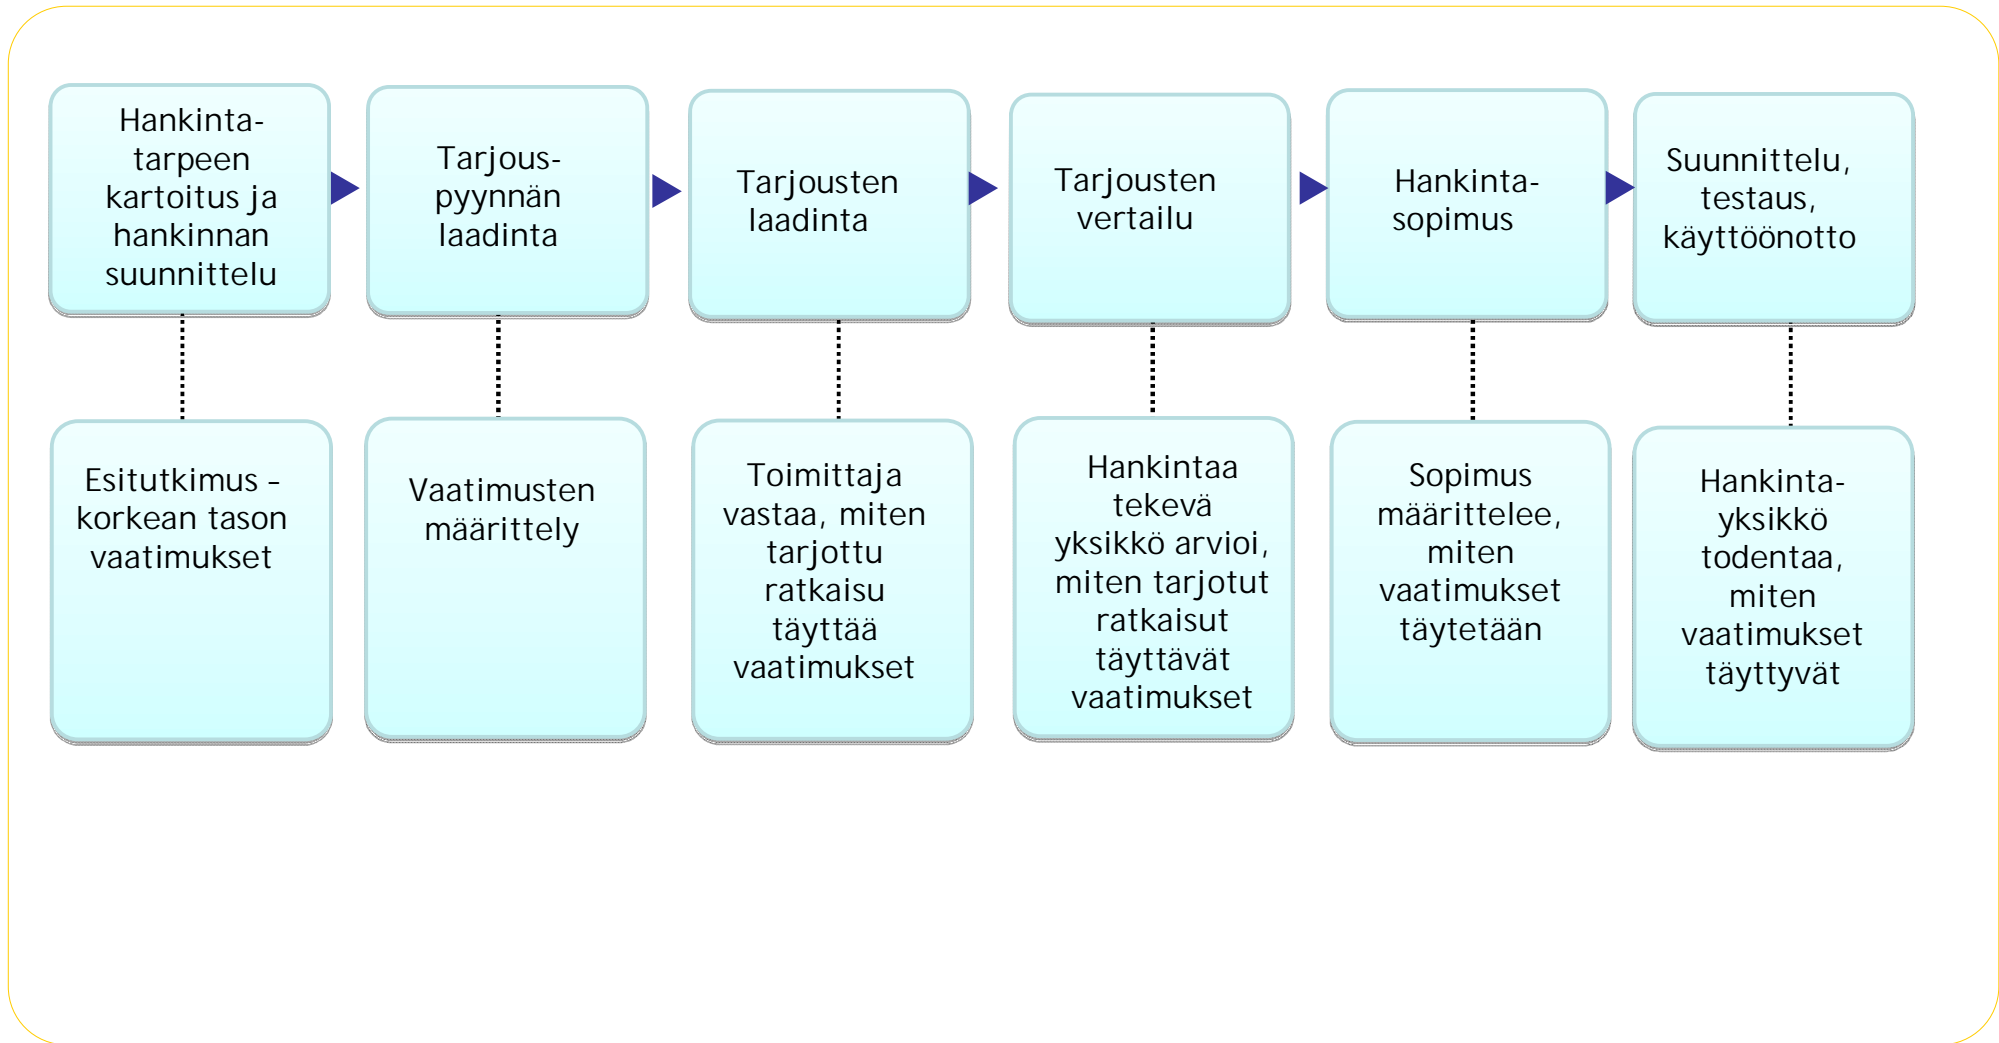 Hankinta-
tarpeen
kartoitus ja
hankinnan
suunnittelu
Tarjous-
pyynnän
laadinta
Tarjousten
laadinta
Tarjousten
vertailu
Hankinta-
sopimus
Suunnittelu,
testaus,
käyttöönotto
Esitutkimus –
korkean tason
vaatimukset
Vaatimusten
määrittely
Toimittaja
vastaa, miten
tarjottu
ratkaisu
täyttää
vaatimukset
Hankintaa
tekevä
yksikkö arvioi,
miten tarjotut
ratkaisut
täyttävät
vaatimukset
Sopimus
määrittelee,
miten
vaatimukset
täytetään
Hankinta-
yksikkö
todentaa,
miten
vaatimukset
täyttyvät